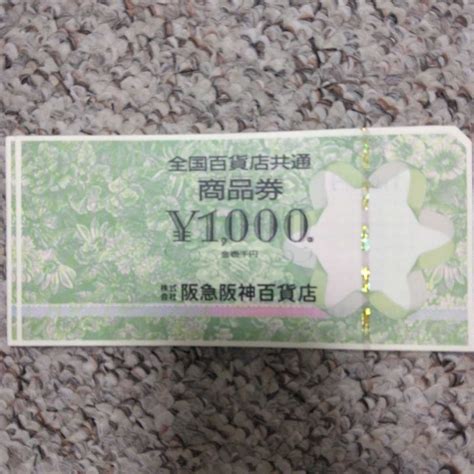 全国百貨店共通
商品券
¥1,000.
金壱千円
株式会社 阪急阪神百貨店